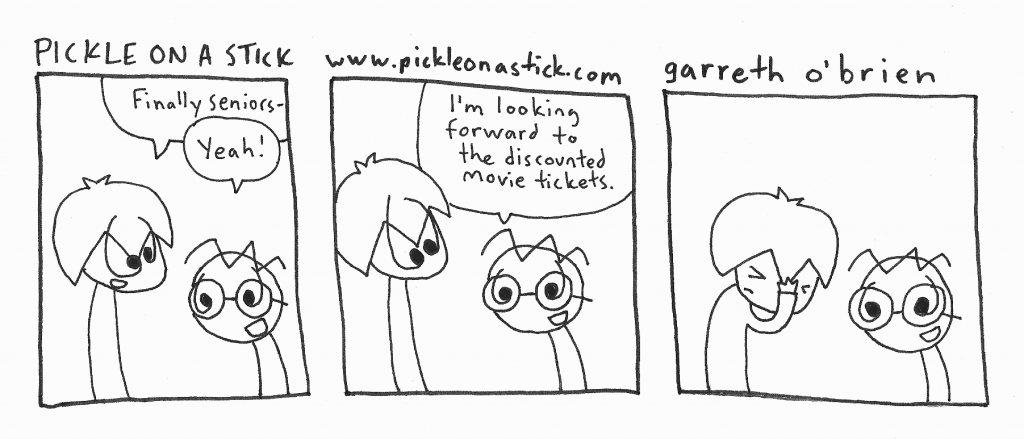 PICKLE ON A STICK
www.pickleonastick.com
garreth o'brien
Finally seniors-
Yeah!
I'm looking
forward to
the discounted
movie tickets.